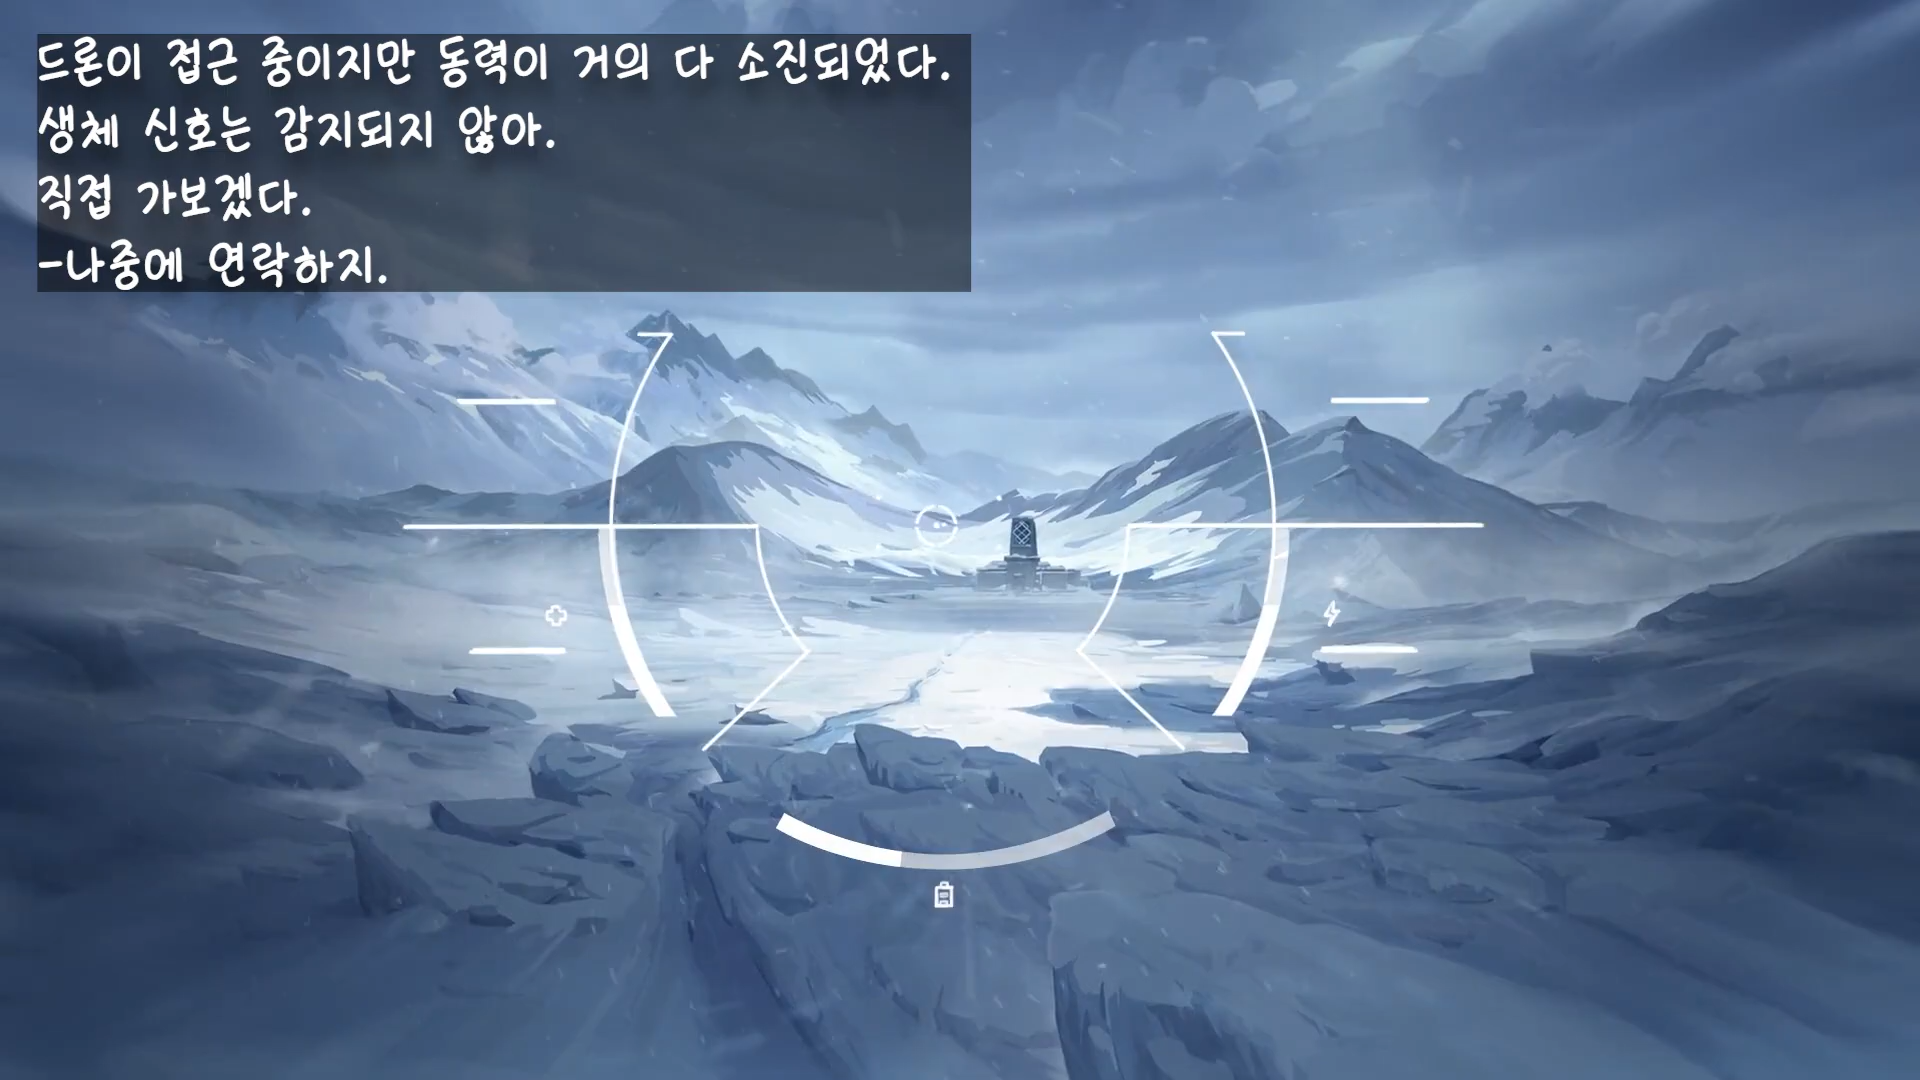 드론이 접근 중이지만 동력이 거의 다 소진되었다.
생체 신호는 감지되지 않아.
직접 가보겠다.
-나중에 연락하지.